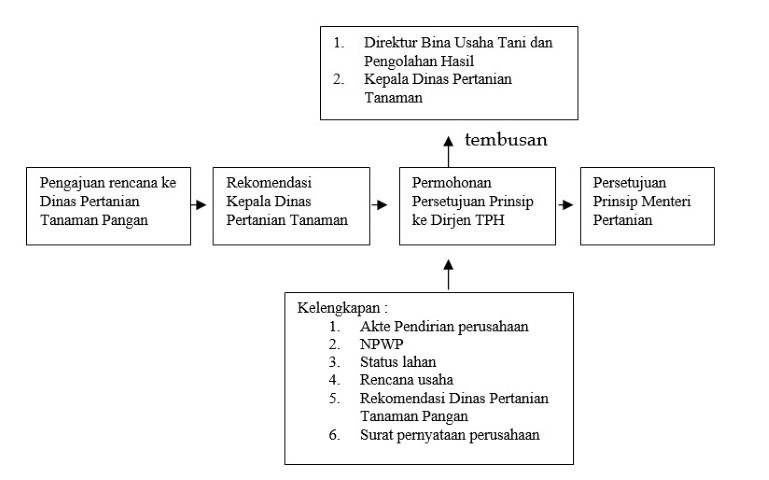 1. Direktur Bina Usaha Tani dan
Pengolahan Hasil
2. Kepala Dinas Pertanian
Tanaman
tembusan
Pengajuan rencana ke
Dinas Pertanian
Tanaman Pangan
Rekomendasi
Kepala Dinas
Pertanian Tanaman
Permohonan
Persetujuan Prinsip
ke Dirjen TPH
Persetujuan
Prinsip Menteri
Pertanian
Kelengkapan :
1. Akte Pendirian perusahaan
2. NPWP
3. Status lahan
4. Rencana usaha
5. Rekomendasi Dinas Pertanian
Tanaman Pangan
6. Surat pernyataan perusahaan